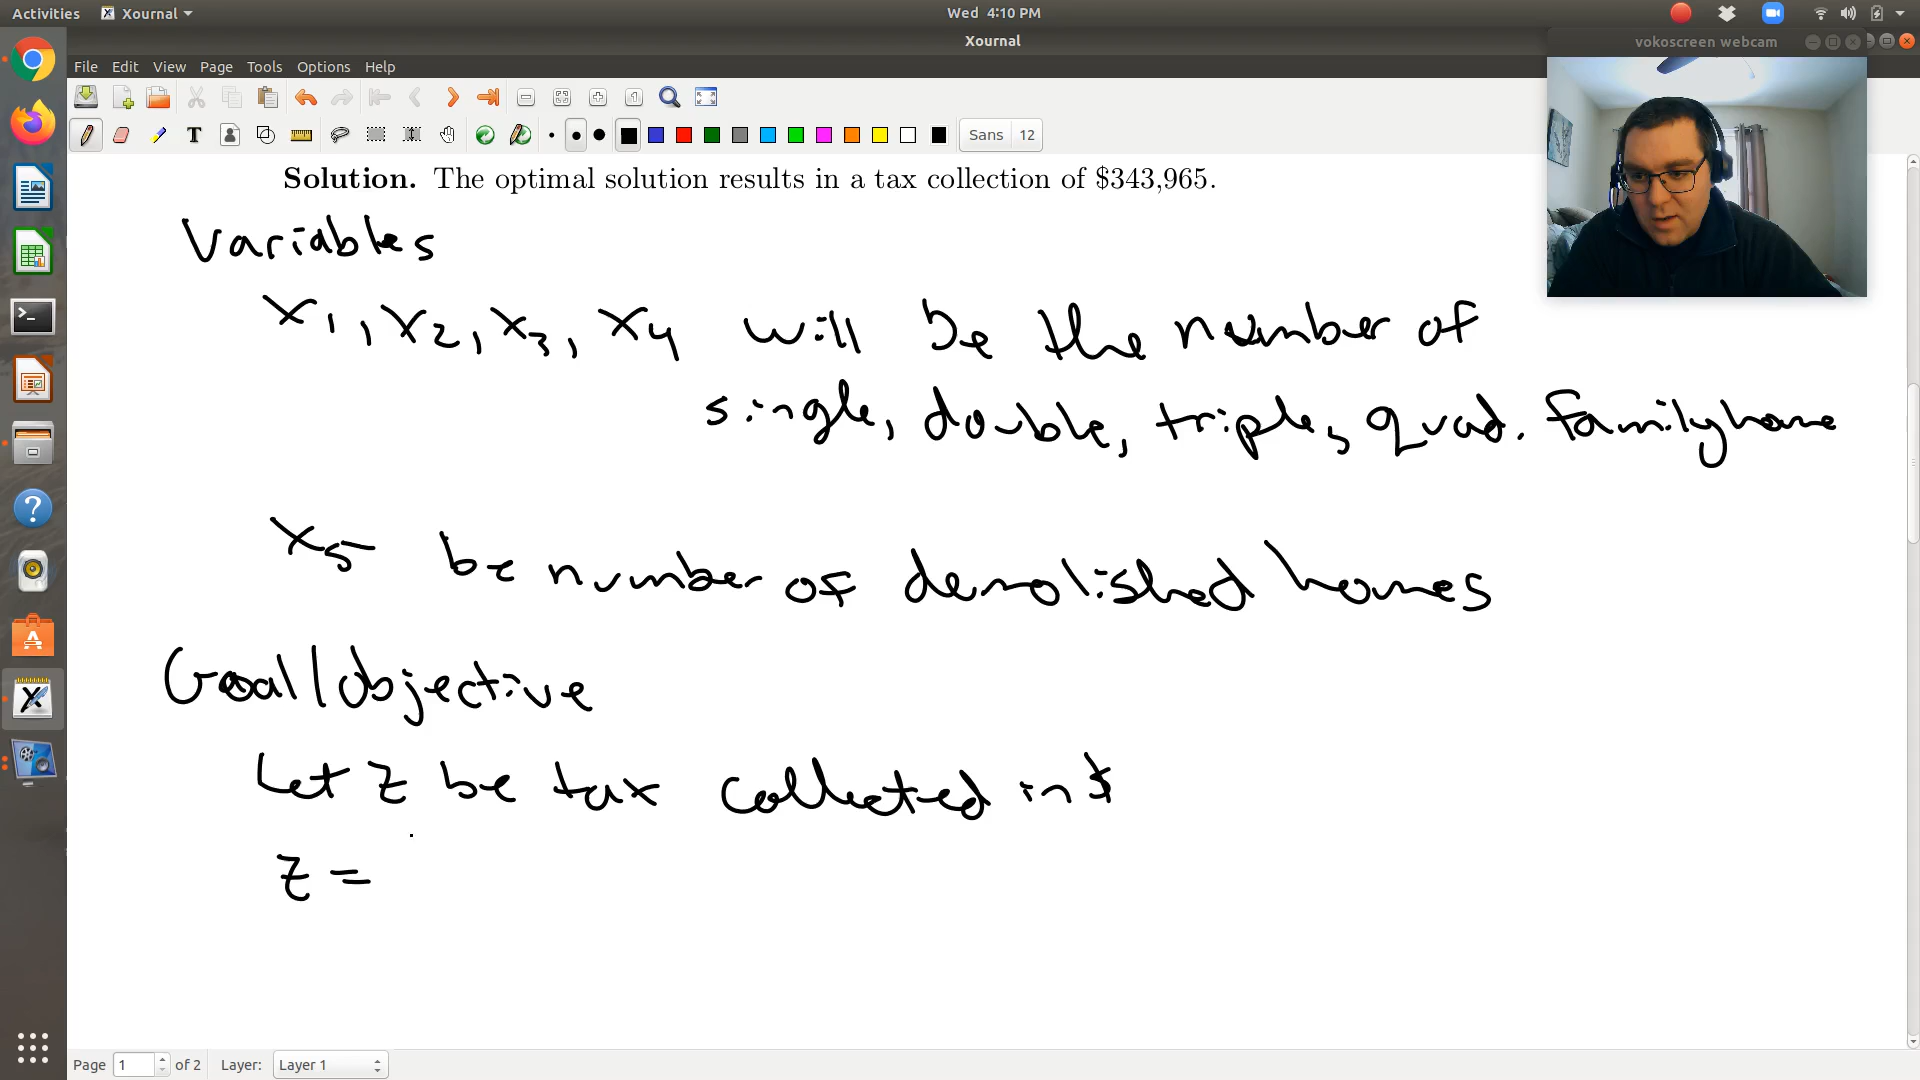 Activities Xournal Wed 4:10 PM
Xournal
vokoscreen webcam
File Edit View Page Tools Options Help
Sans 12
Solution. The optimal solution results in a tax collection of $343,965.
Variables
x1, x2, x3, x4 will be the number of
single, double, triple, quad. family home
x5 be number of demolished homes
Goal/Objective
Let z be tax collected in $
z =
Page 1 of 2 Layer: Layer 1